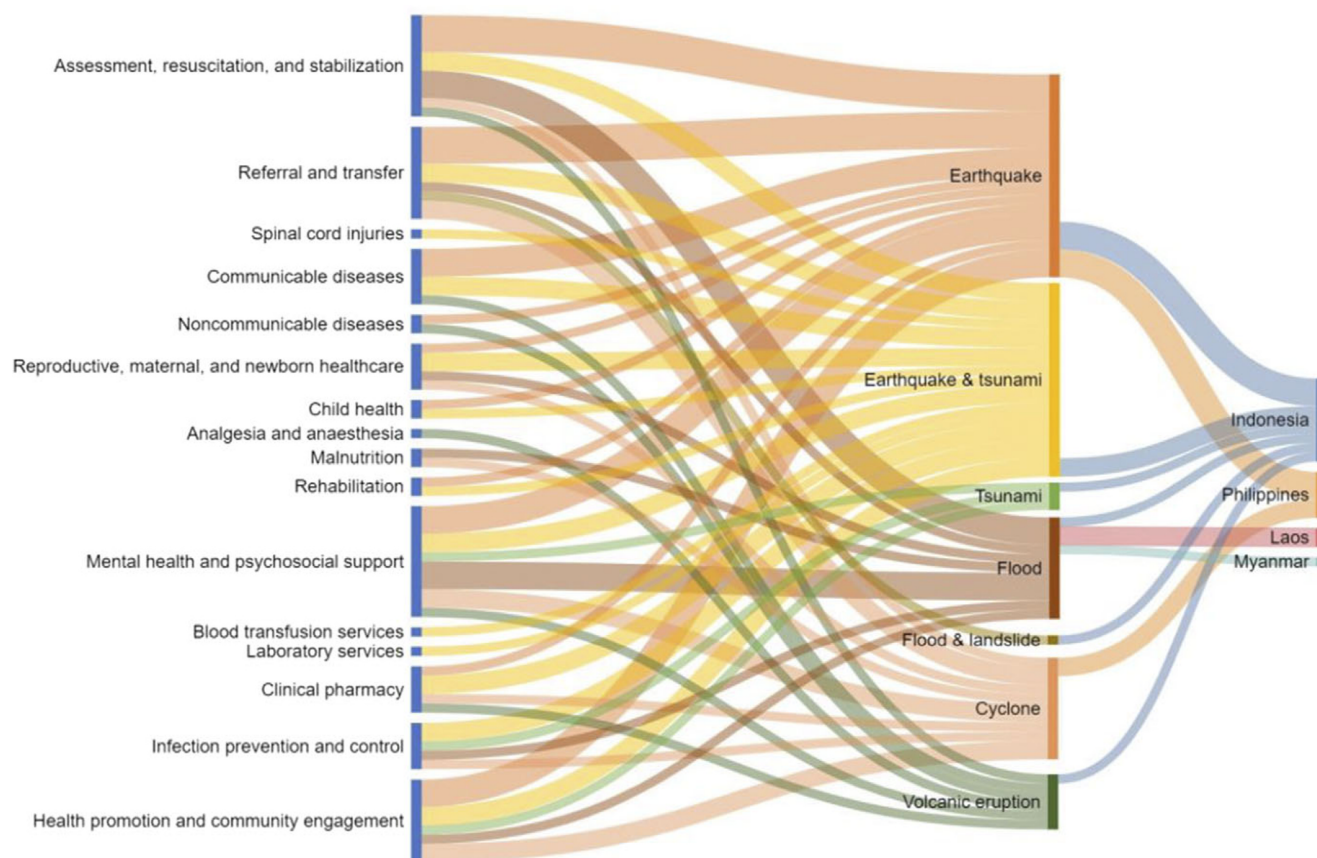 Assessment, resuscitation, and stabilization
Referral and transfer
Spinal cord injuries
Communicable diseases
Noncommunicable diseases
Reproductive, maternal, and newborn healthcare
Child health
Analgesia and anaesthesia
Malnutrition
Rehabilitation
Mental health and psychosocial support
Blood transfusion services
Laboratory services
Clinical pharmacy
Infection prevention and control
Health promotion and community engagement
Earthquake
Earthquake & tsunami
Tsunami
Flood
Flood & landslide
Cyclone
Volcanic eruption
Indonesia
Philippines
Laos
Myanmar